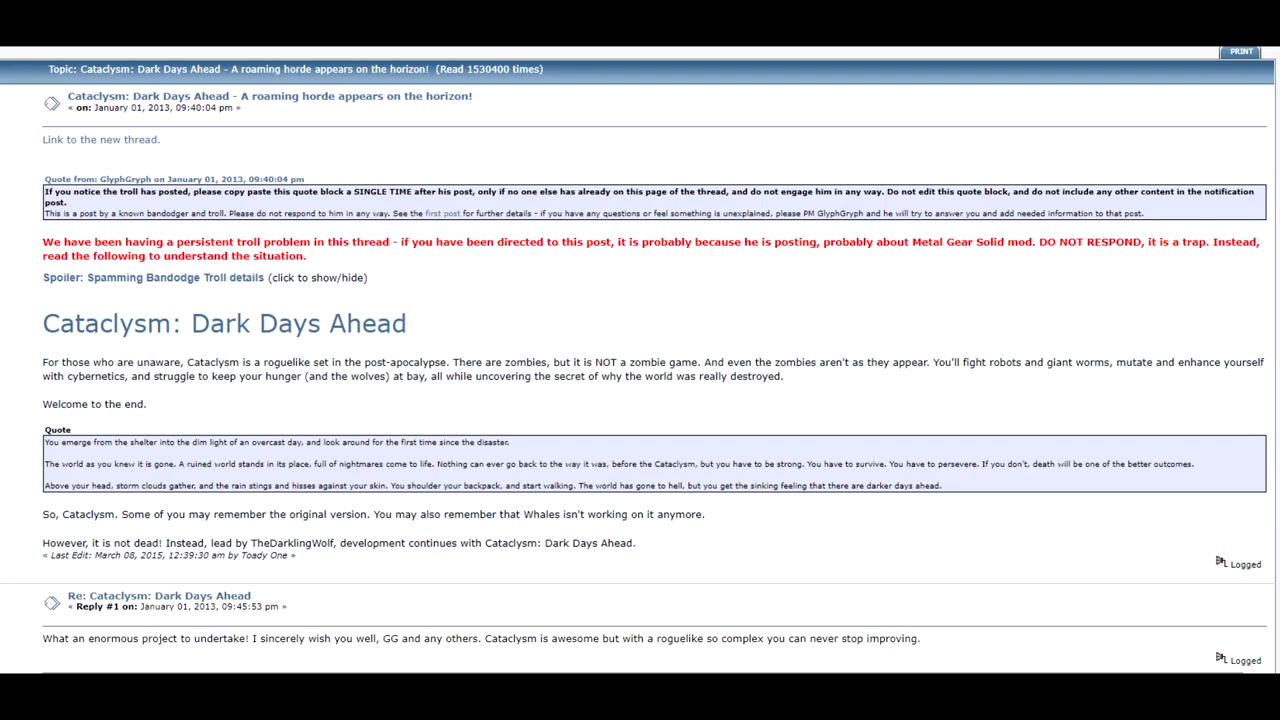 PRINT
Topic: Cataclysm: Dark Days Ahead - A roaming horde appears on the horizon!  (Read 1530400 times)
Cataclysm: Dark Days Ahead - A roaming horde appears on the horizon!
« on: January 01, 2013, 09:40:04 pm »
Link to the new thread.
Quote from: GlyphGryph on January 01, 2013, 09:40:04 pm
If you notice the troll has posted, please copy paste this quote block a SINGLE TIME after his post, only if no one else has already on this page of the thread, and do not engage him in any way. Do not edit this quote block, and do not include any other content in the notification
post.
This is a post by a known bandodger and troll. Please do not respond to him in any way. See the first post for further details - if you have any questions or feel something is unexplained, please PM GlyphGryph and he will try to answer you and add needed information to that post.
We have been having a persistent troll problem in this thread - if you have been directed to this post, it is probably because he is posting, probably about Metal Gear Solid mod. DO NOT RESPOND, it is a trap. Instead,
read the following to understand the situation.
Spoiler: Spamming Bandodge Troll details (click to show/hide)
Cataclysm: Dark Days Ahead
For those who are unaware, Cataclysm is a roguelike set in the post-apocalypse. There are zombies, but it is NOT a zombie game. And even the zombies aren't as they appear. You'll fight robots and giant worms, mutate and enhance yourself
with cybernetics, and struggle to keep your hunger (and the wolves) at bay, all while uncovering the secret of why the world was really destroyed.
Welcome to the end.
Quote
You emerge from the shelter into the dim light of an overcast day, and look around for the first time since the disaster.
The world as you knew it is gone. A ruined world stands in its place, full of nightmares come to life. Nothing can ever go back to the way it was, before the Cataclysm, but you have to be strong. You have to survive. You have to persevere. If you don't, death will be one of the better outcomes.
Above your head, storm clouds gather, and the rain stings and hisses against your skin. You shoulder your backpack, and start walking. The world has gone to hell, but you get the sinking feeling that there are darker days ahead.
So, Cataclysm. Some of you may remember the original version. You may also remember that Whales isn't working on it anymore.
However, it is not dead! Instead, lead by TheDarklingWolf, development continues with Cataclysm: Dark Days Ahead.
« Last Edit: March 08, 2015, 12:39:30 am by Toady One »
Logged
Re: Cataclysm: Dark Days Ahead
« Reply #1 on: January 01, 2013, 09:45:53 pm »
What an enormous project to undertake! I sincerely wish you well, GG and any others. Cataclysm is awesome but with a roguelike so complex you can never stop improving.
Logged